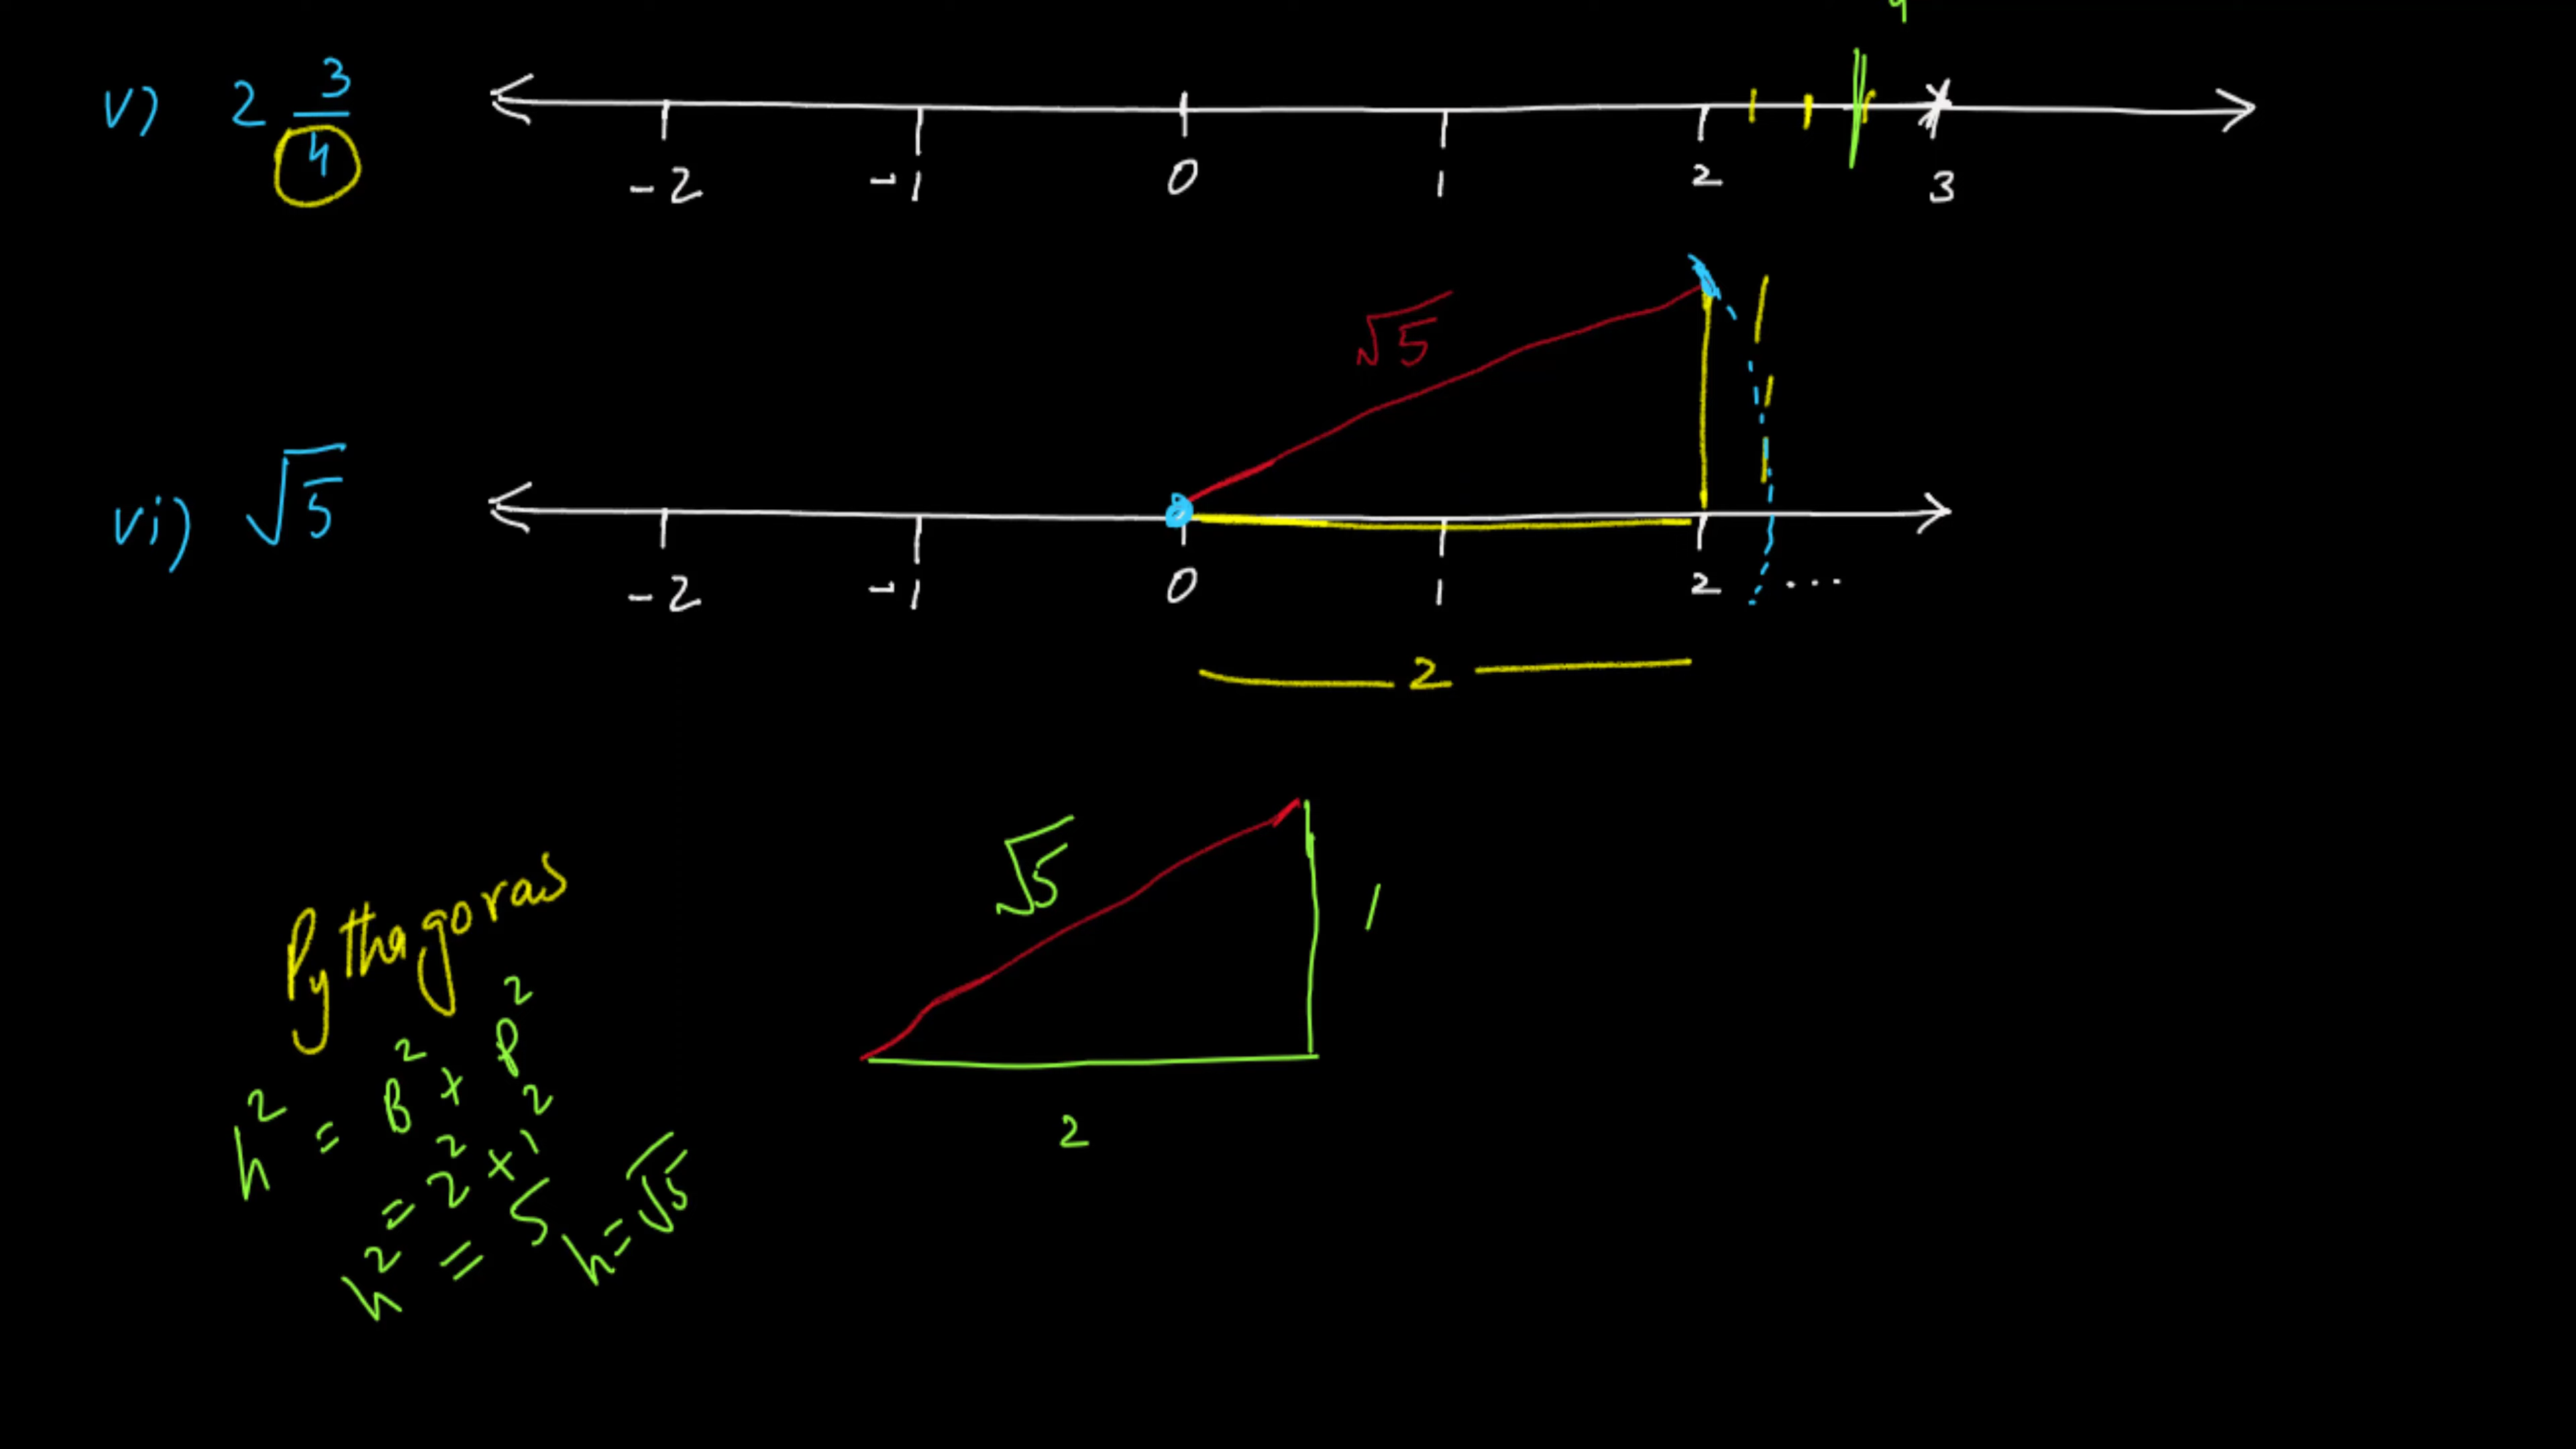 v) 2 3/4
-2 -1 0 1 2 3
√5
vi) √5
-2 -1 0 1 2 ...
2
√5
1
2
Pythagoras
h² = B² + P²
= 2² + 1²
h² = 5
h = √5